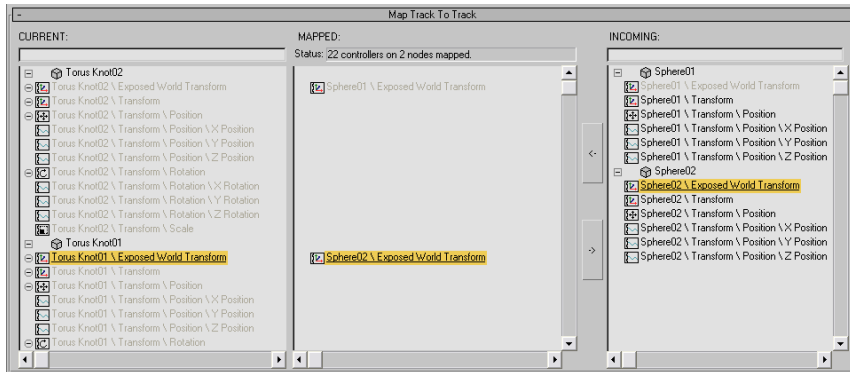 Map Track To Track
CURRENT:
Torus Knot02
Torus Knot02 \ Exposed World Transform
Torus Knot02 \ Transform
Torus Knot02 \ Transform \ Position
Torus Knot02 \ Transform \ Position \ X Position
Torus Knot02 \ Transform \ Position \ Y Position
Torus Knot02 \ Transform \ Position \ Z Position
Torus Knot02 \ Transform \ Rotation
Torus Knot02 \ Transform \ Rotation \ X Rotation
Torus Knot02 \ Transform \ Rotation \ Y Rotation
Torus Knot02 \ Transform \ Rotation \ Z Rotation
Torus Knot02 \ Transform \ Scale
Torus Knot01
Torus Knot01 \ Exposed World Transform
Torus Knot01 \ Transform
Torus Knot01 \ Transform \ Position
Torus Knot01 \ Transform \ Position \ X Position
Torus Knot01 \ Transform \ Position \ Y Position
Torus Knot01 \ Transform \ Position \ Z Position
Torus Knot01 \ Transform \ Rotation
MAPPED:
Status: 22 controllers on 2 nodes mapped.
Sphere01 \ Exposed World Transform
Sphere02 \ Exposed World Transform
<-
->
INCOMING:
Sphere01
Sphere01 \ Exposed World Transform
Sphere01 \ Transform
Sphere01 \ Transform \ Position
Sphere01 \ Transform \ Position \ X Position
Sphere01 \ Transform \ Position \ Y Position
Sphere01 \ Transform \ Position \ Z Position
Sphere02
Sphere02 \ Exposed World Transform
Sphere02 \ Transform
Sphere02 \ Transform \ Position
Sphere02 \ Transform \ Position \ X Position
Sphere02 \ Transform \ Position \ Y Position
Sphere02 \ Transform \ Position \ Z Position